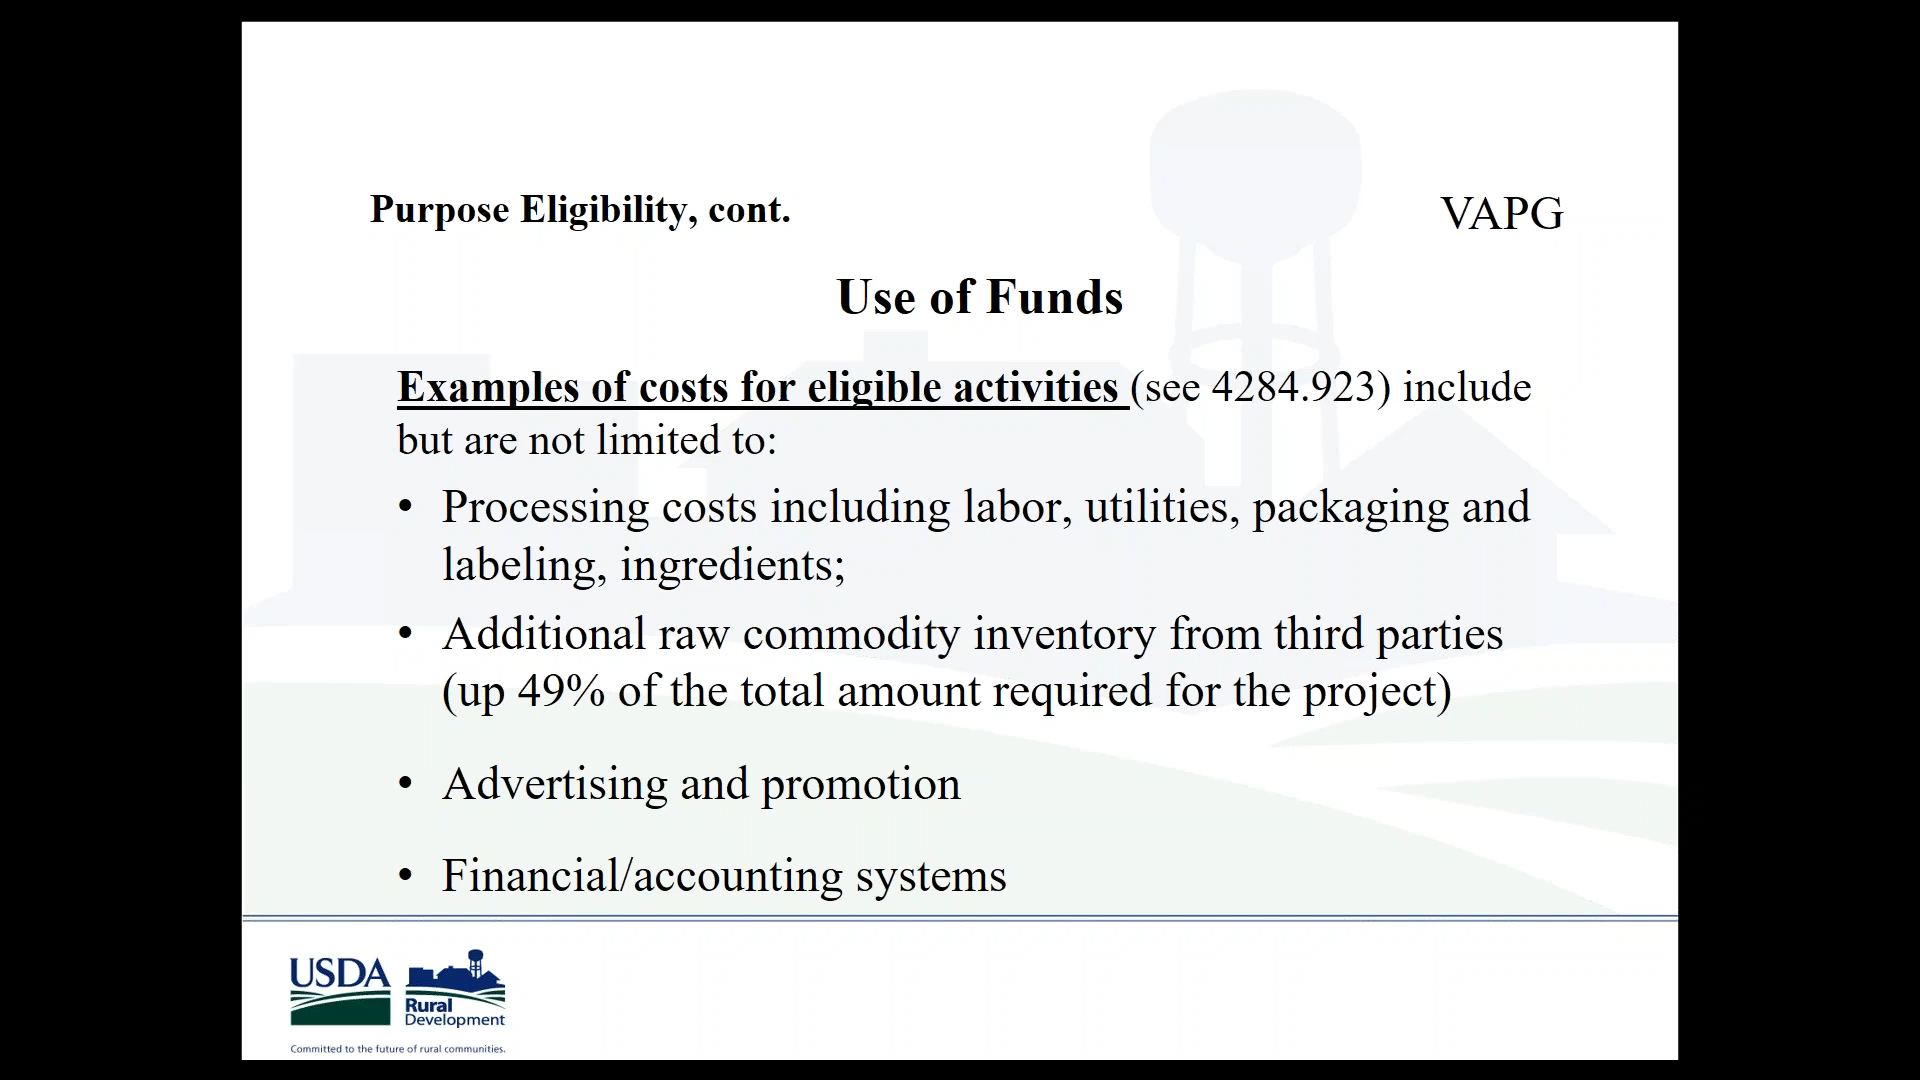 Purpose Eligibility, cont.
VAPG
Use of Funds
Examples of costs for eligible activities (see 4284.923) include
but are not limited to:
• Processing costs including labor, utilities, packaging and
labeling, ingredients;
• Additional raw commodity inventory from third parties
(up 49% of the total amount required for the project)
• Advertising and promotion
• Financial/accounting systems
USDA
Rural
Development
Committed to the future of rural communities.